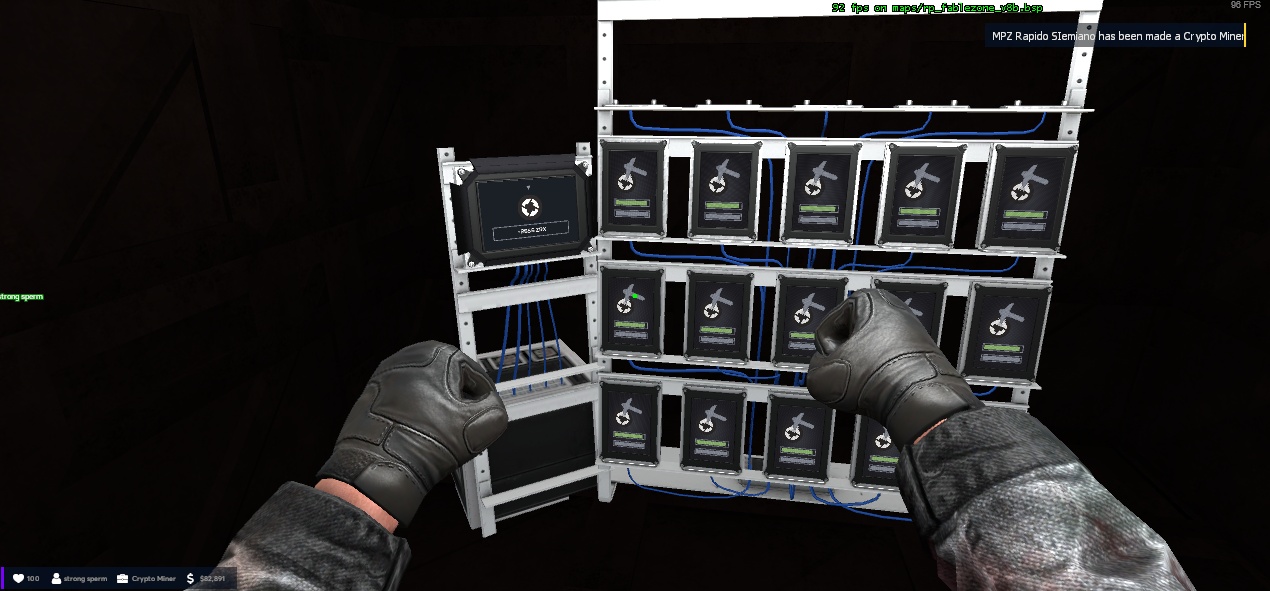 92 fps on maps/rp_fablezone_v8b.bsp
96 FPS
MPZ Rapido SIemiano has been made a Crypto Miner
strong sperm
100 strong sperm Crypto Miner $82,891